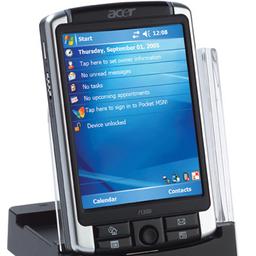 acer
Start
12:08
Thursday, September 01, 2005
Tap here to set owner information
No unread messages
No tasks
No upcoming appointments
Tap here to sign in to Pocket MSN!
Device unlocked
Calendar
Contacts